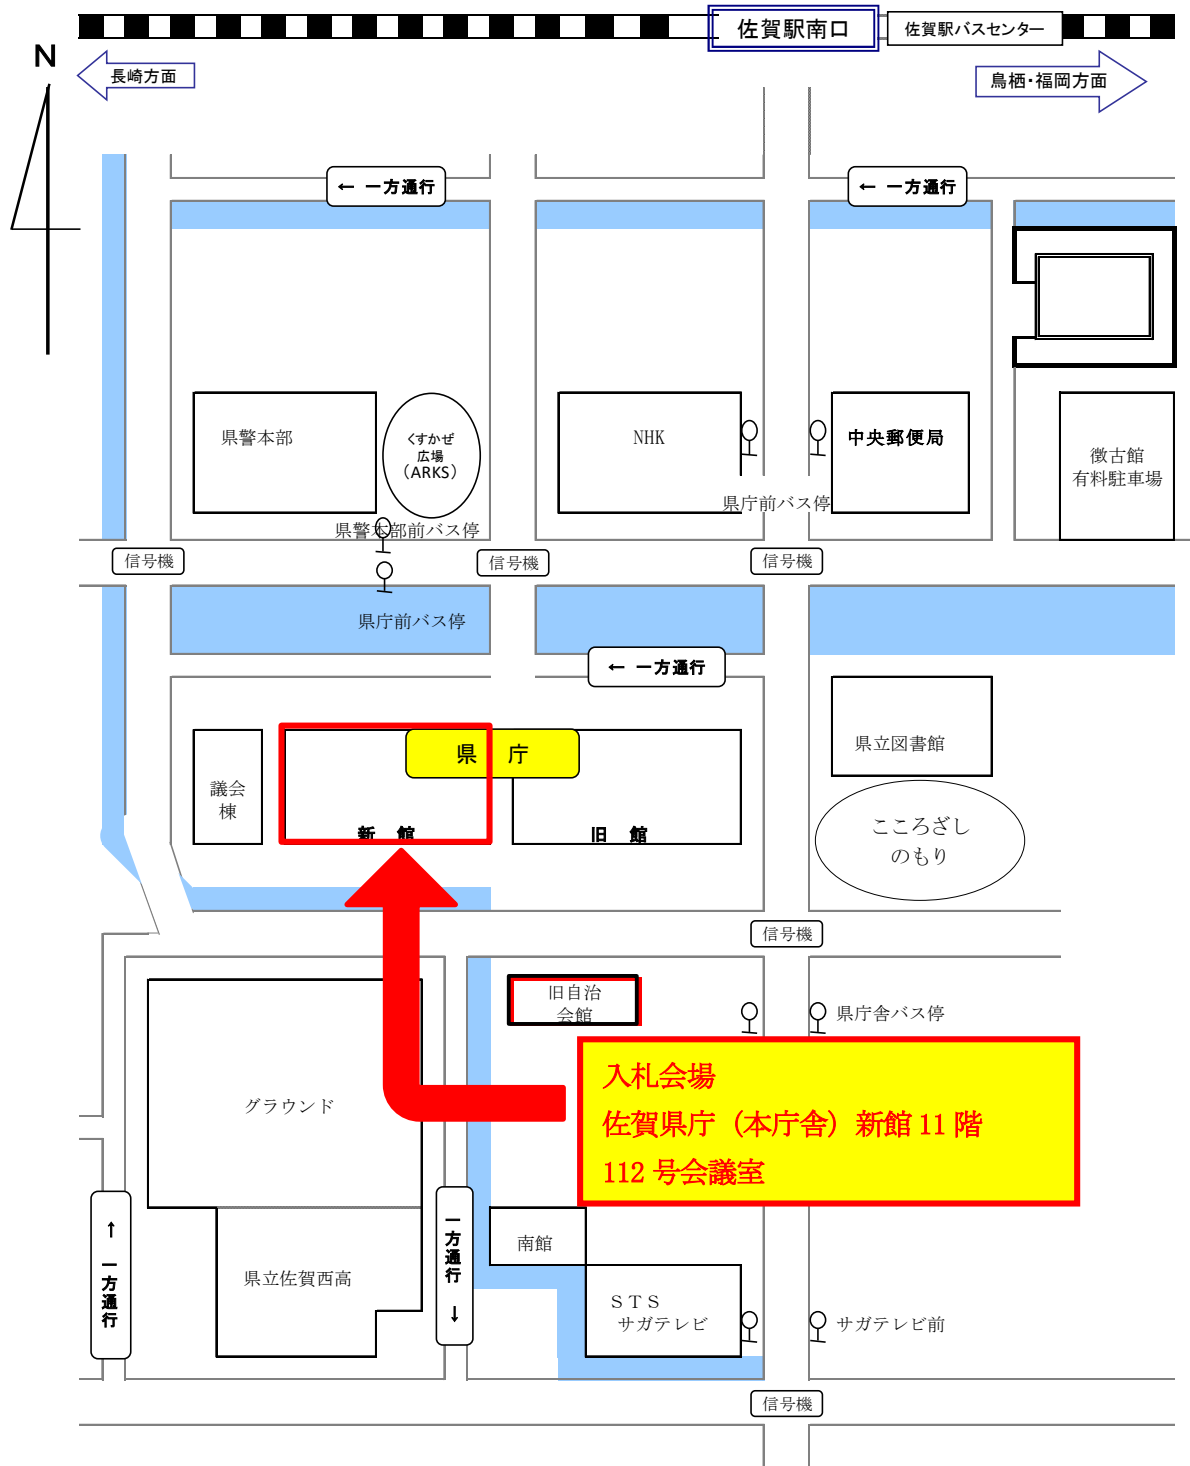 佐賀駅南口
佐賀駅バスセンター
N
長崎方面
鳥栖・福岡方面
← 一方通行
← 一方通行
県警本部
くすかぜ
広場
（ARKS）
NHK
中央郵便局
徴古館
有料駐車場
県庁前バス停
県警本部前バス停
信号機
信号機
信号機
県庁前バス停
← 一方通行
県立図書館
県 庁
議会
棟
新 館
旧 館
こころざし
のもり
信号機
旧自治
会館
県庁舎バス停
入札会場
佐賀県庁（本庁舎）新館 11 階
112 号会議室
グラウンド
↑ 一方通行
一方通行 ↓
南館
県立佐賀西高
ＳＴＳ
サガテレビ
サガテレビ前
信号機